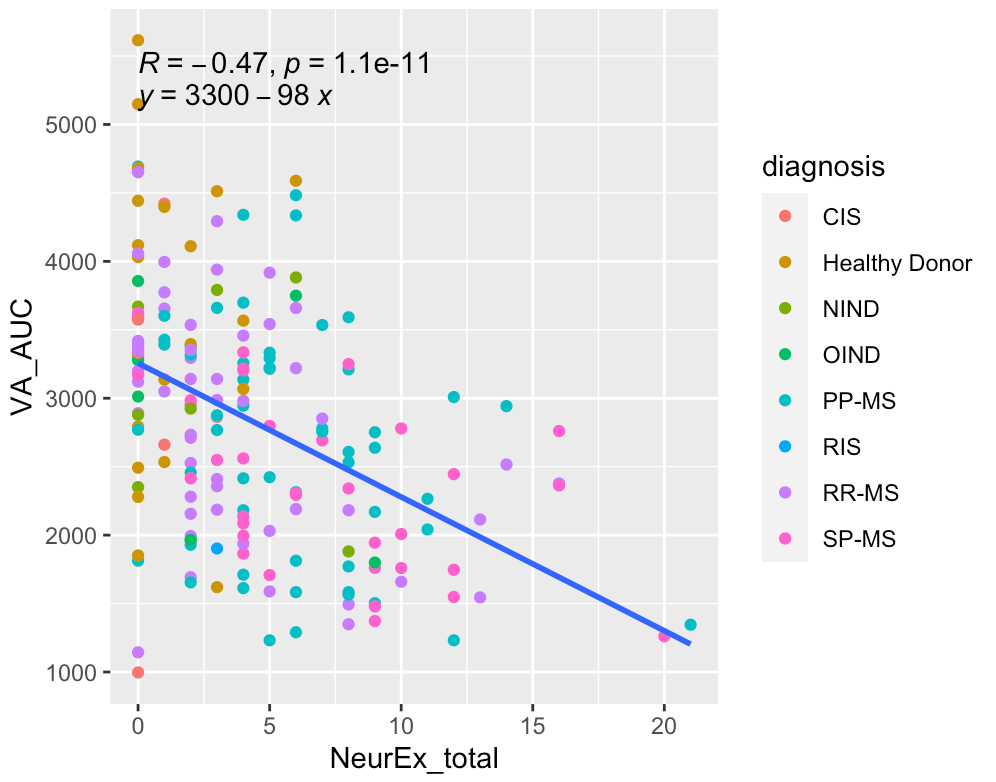 R = −0.47, p = 1.1e-11
y = 3300 − 98 x
5000
4000
3000
2000
1000
VA_AUC
0 5 10 15 20
NeurEx_total
diagnosis
CIS
Healthy Donor
NIND
OIND
PP-MS
RIS
RR-MS
SP-MS